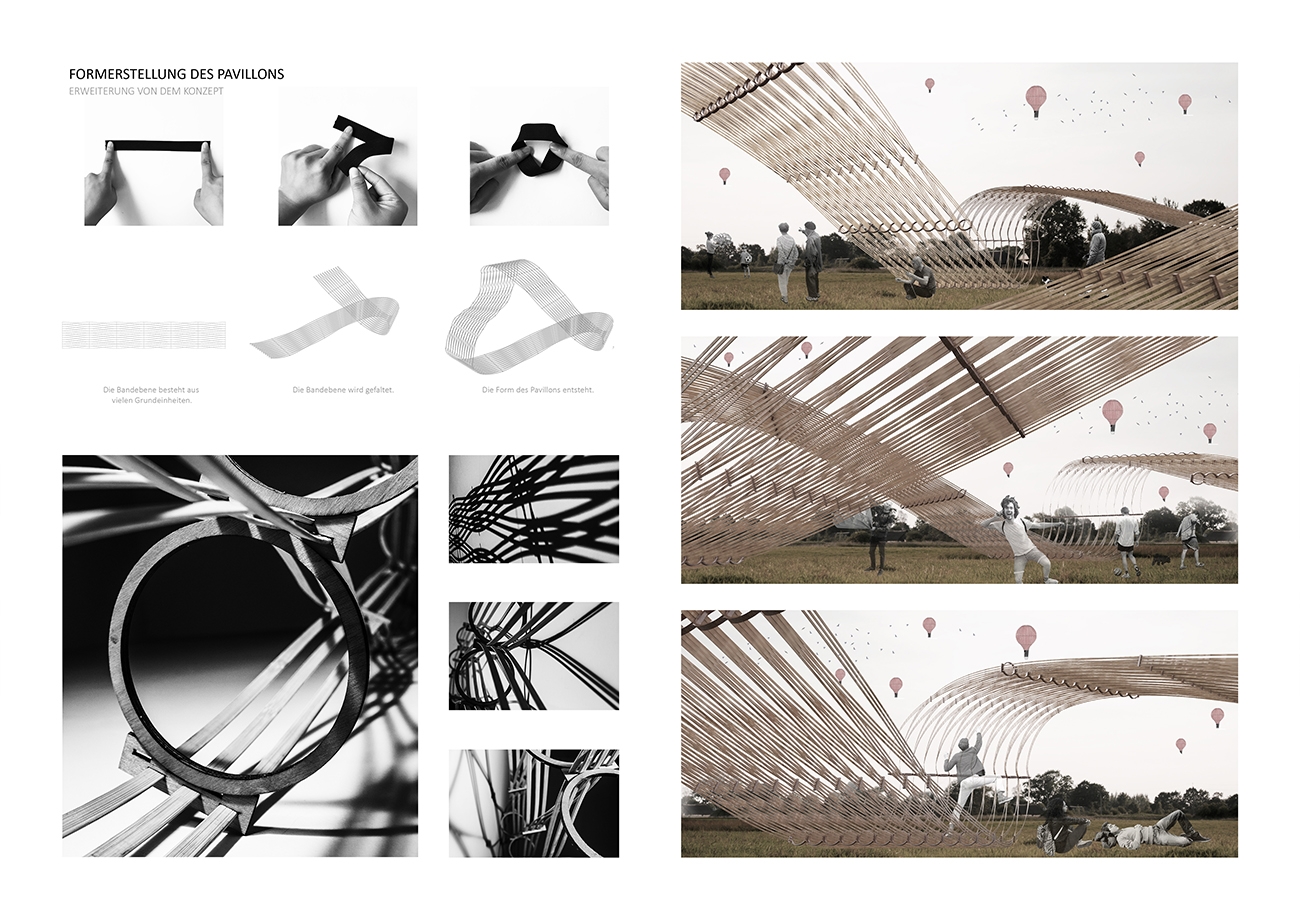 FORMERSTELLUNG DES PAVILLONS
ERWEITERUNG VON DEM KONZEPT
Die Bandebene besteht aus
vielen Grundeinheiten.
Die Bandebene wird gefaltet.
Die Form des Pavillons entsteht.